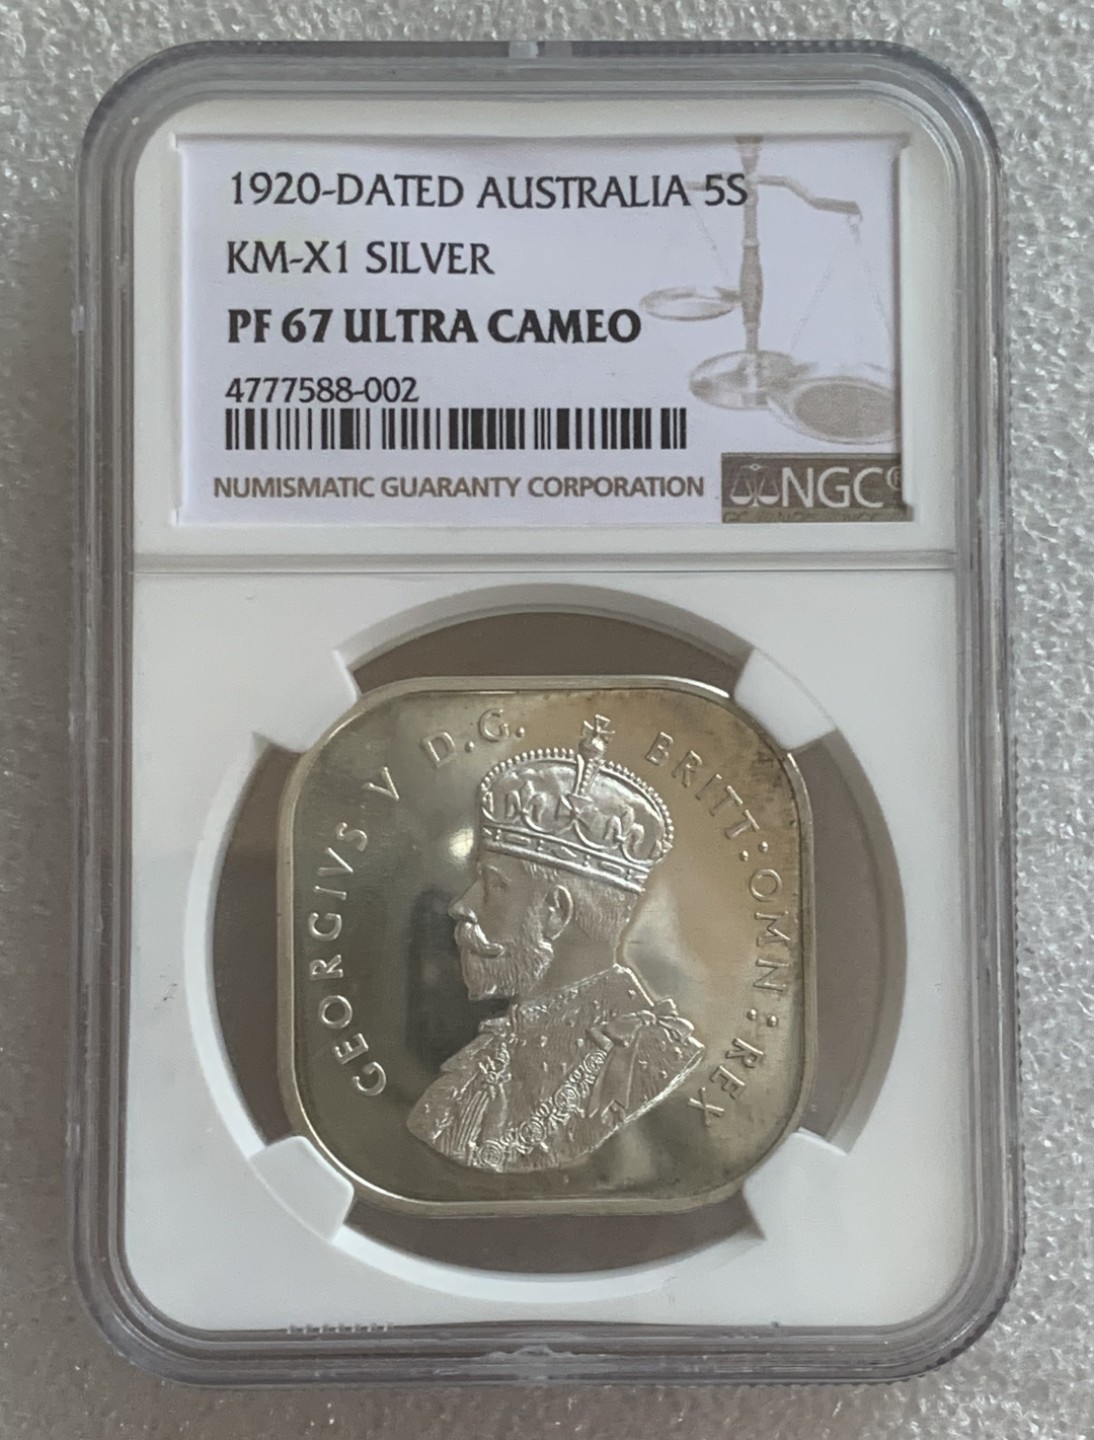 1920-DATED AUSTRALIA 5S
KM-X1 SILVER
PF 67 ULTRA CAMEO
4777588-002
NUMISMATIC GUARANTY CORPORATION
NGC®
GEORGIVS V D.G. BRITT: OMN: REX